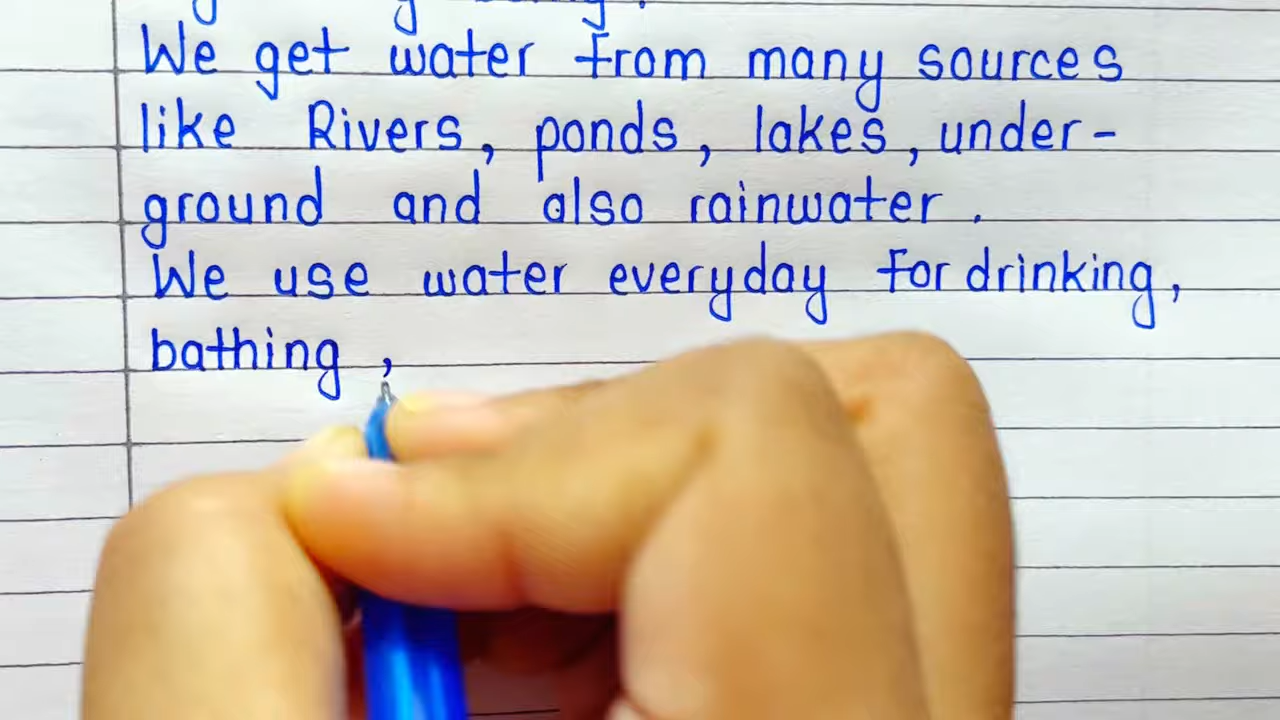 We get water from many sources
like Rivers, ponds, lakes, under-
ground and also rainwater.
We use water everyday for drinking,
bathing,